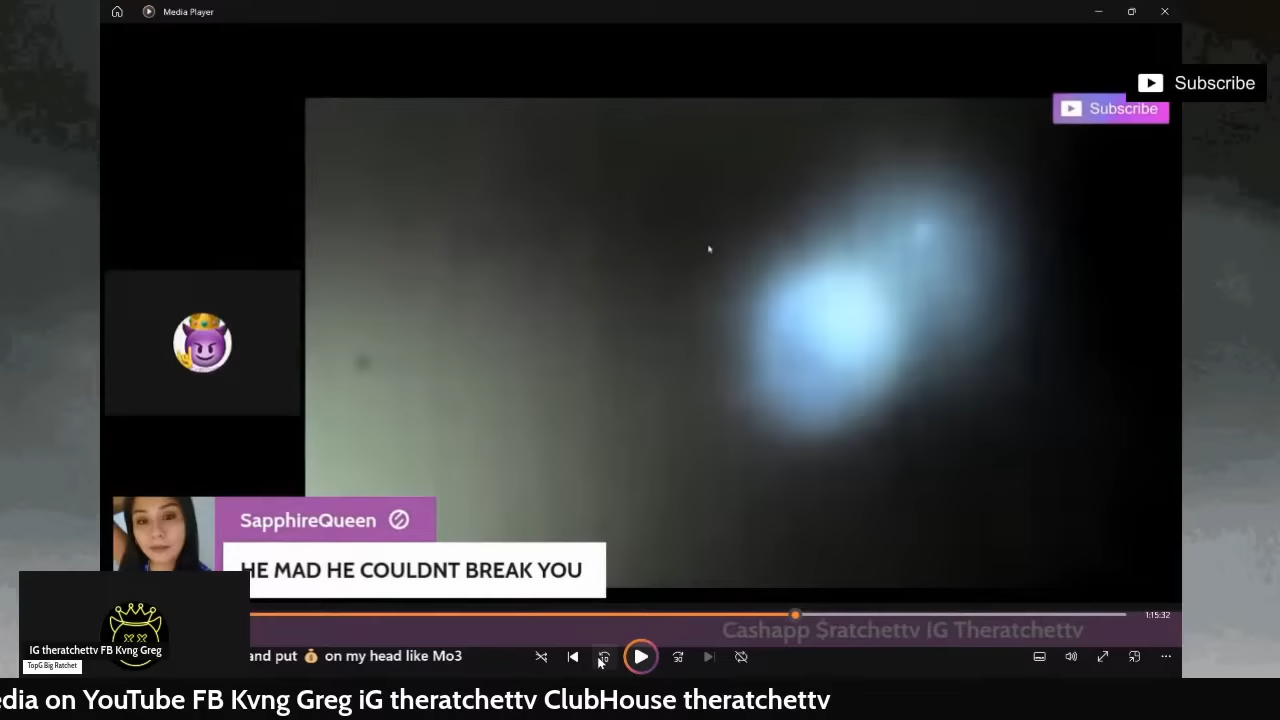 Media Player
Subscribe
Subscribe
SapphireQueen
HE MAD HE COULDNT BREAK YOU
1:15:32
Cashapp $ratchettv IG Theratchettv
IG theratchettv FB Kvng Greg
TopG Big Ratchet
and put 💰 on my head like Mo3
10
30
edia on YouTube FB Kvng Greg iG theratchettv ClubHouse theratchettv